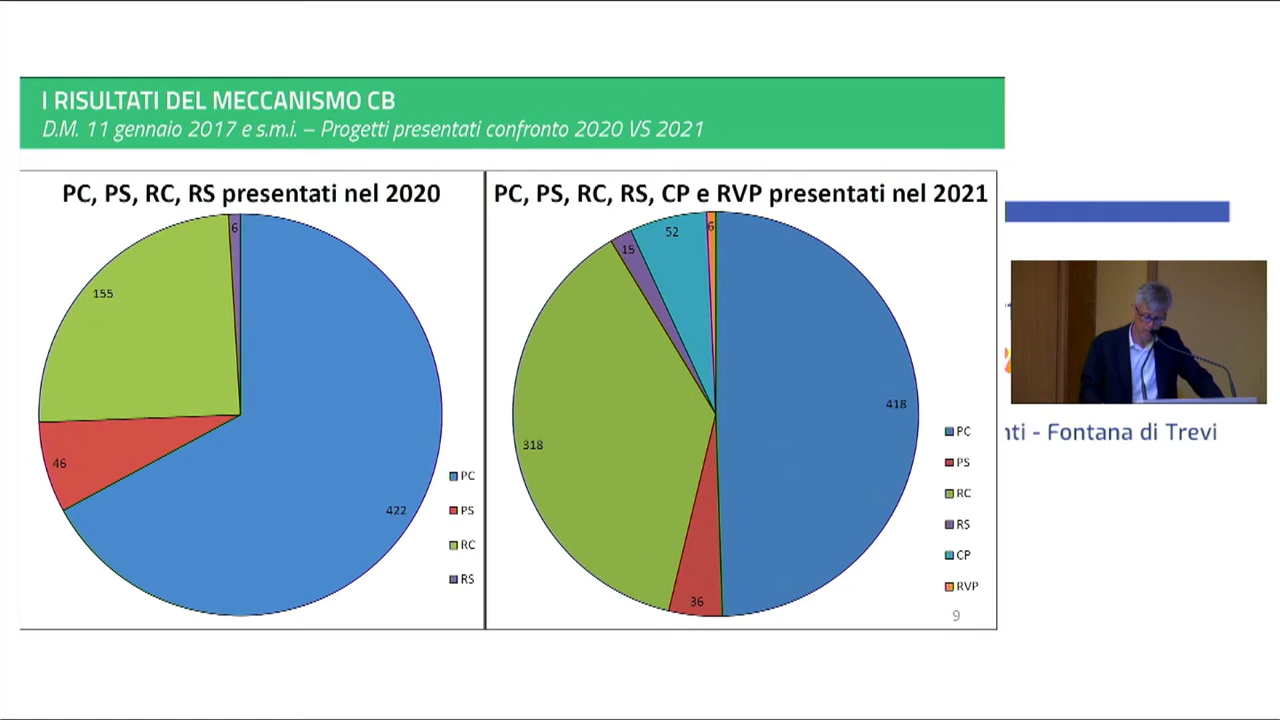 I RISULTATI DEL MECCANISMO CB
D.M. 11 gennaio 2017 e s.m.i. – Progetti presentati confronto 2020 VS 2021
PC, PS, RC, RS presentati nel 2020
6
155
46
422
PC
PS
RC
RS
PC, PS, RC, RS, CP e RVP presentati nel 2021
6
52
15
418
318
36
PC
PS
RC
RS
CP
RVP
9
nti - Fontana di Trevi